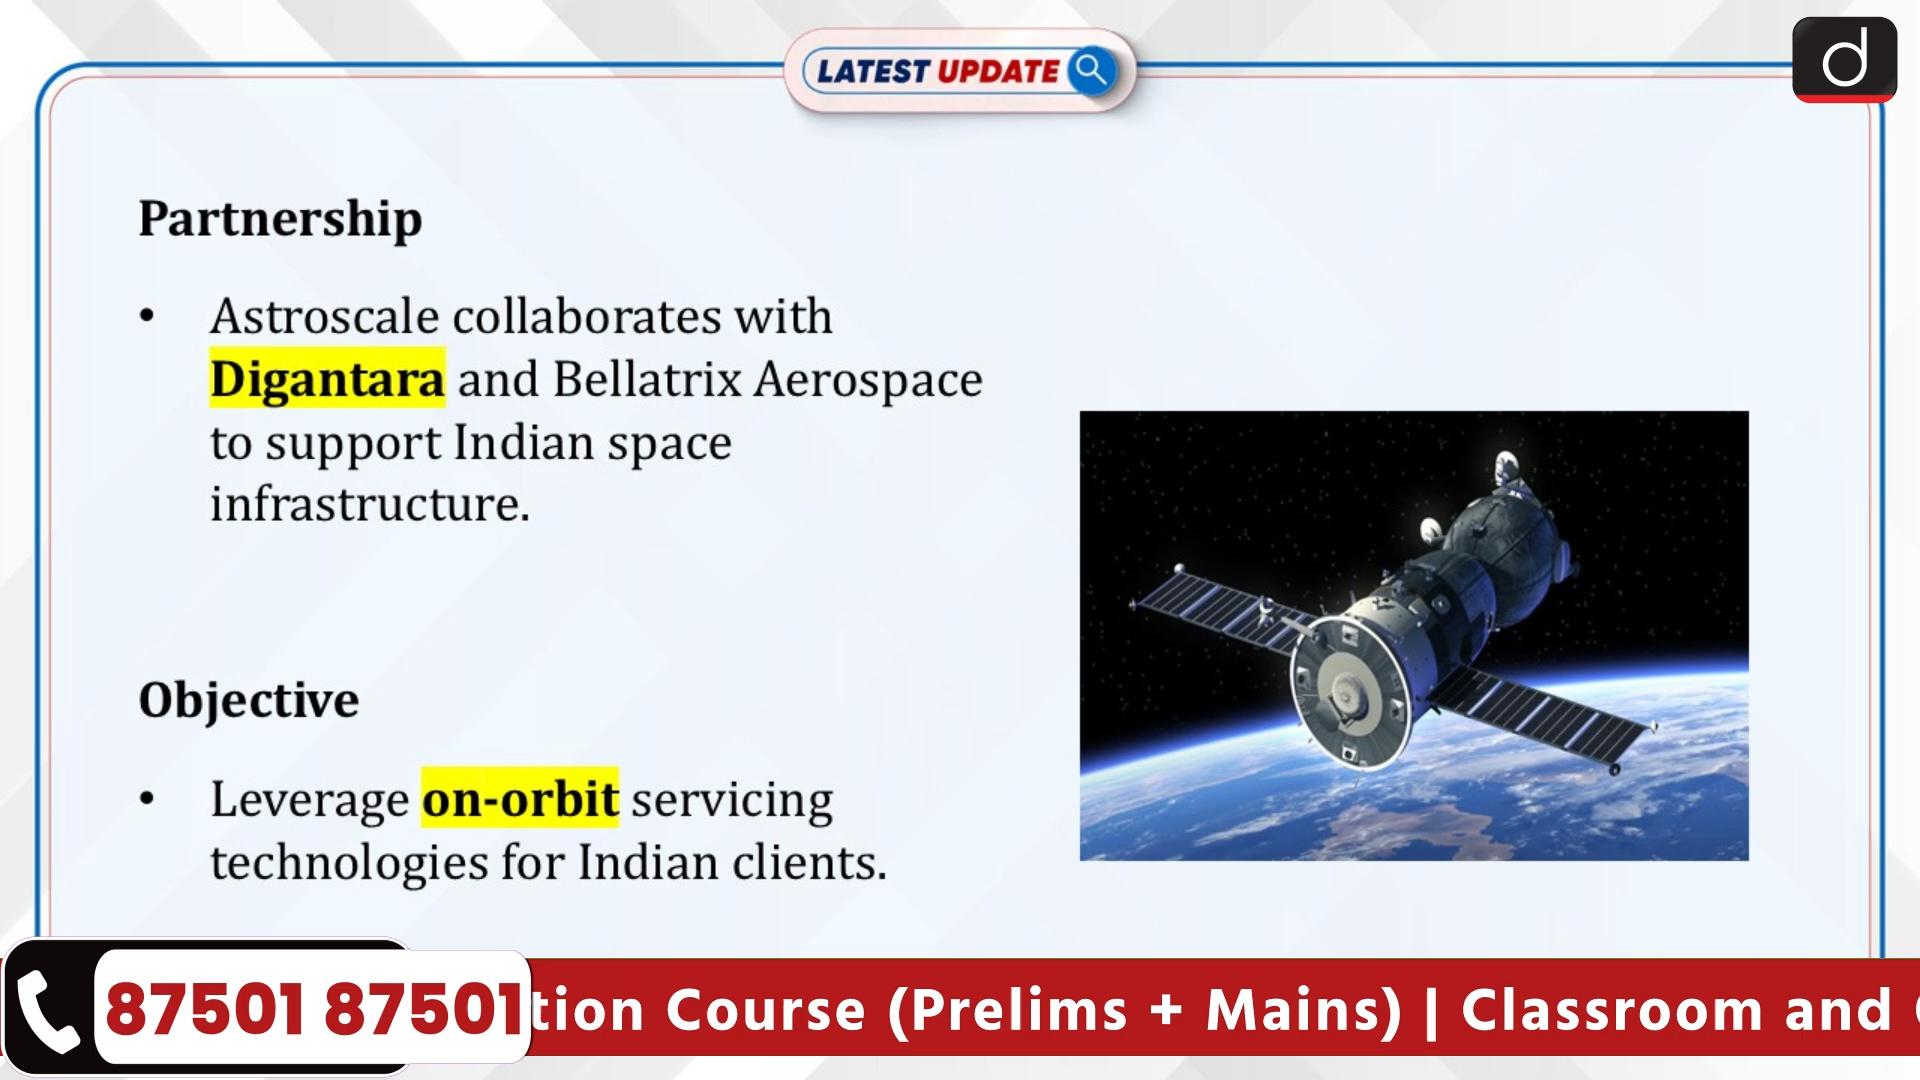 LATEST UPDATE
d
Partnership
• Astroscale collaborates with
Digantara and Bellatrix Aerospace
to support Indian space
infrastructure.
Objective
• Leverage on-orbit servicing
technologies for Indian clients.
87501 87501
tion Course (Prelims + Mains) | Classroom and